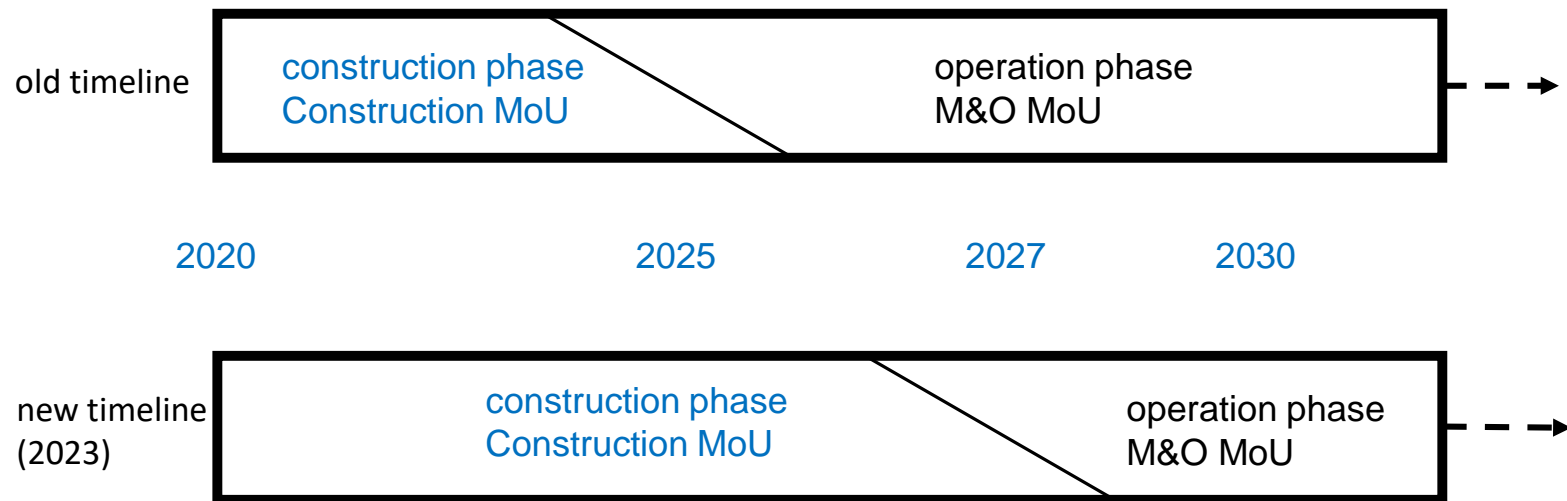 old timeline
construction phase
Construction MoU
operation phase
M&O MoU
2020 2025 2027 2030
new timeline
(2023)
construction phase
Construction MoU
operation phase
M&O MoU